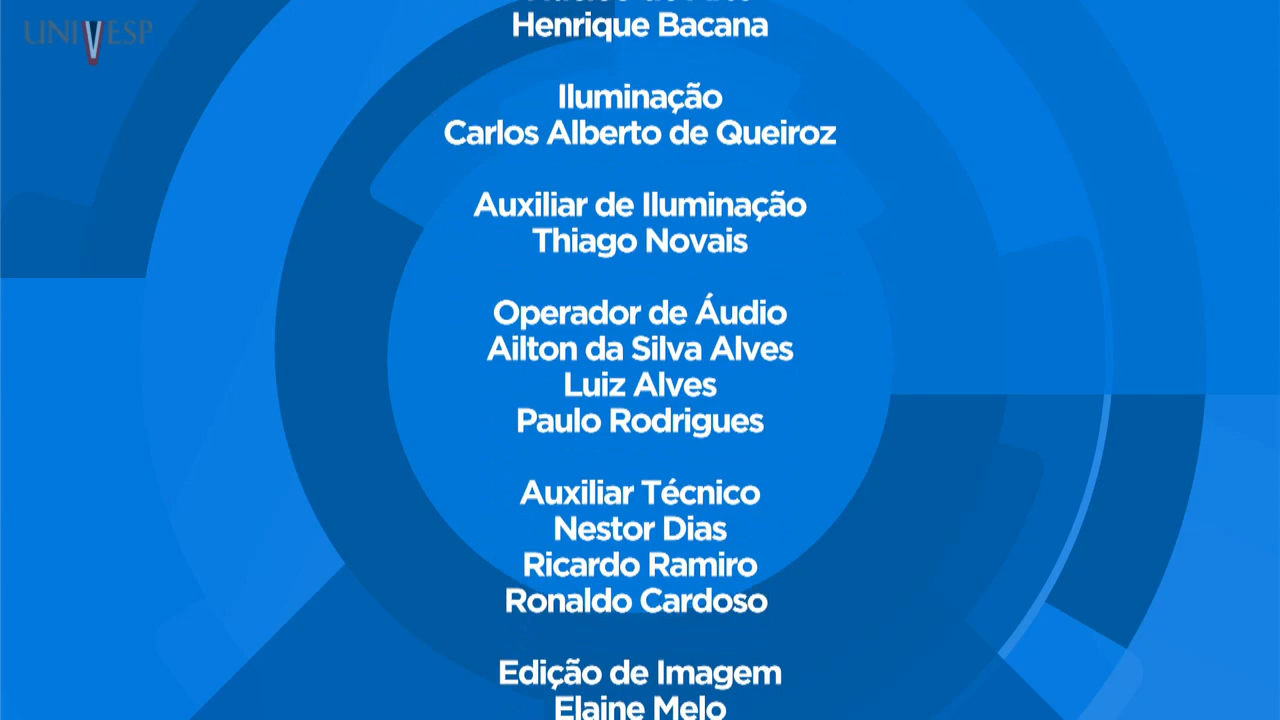 UNIVESP
Henrique Bacana
Iluminação
Carlos Alberto de Queiroz
Auxiliar de Iluminação
Thiago Novais
Operador de Áudio
Ailton da Silva Alves
Luiz Alves
Paulo Rodrigues
Auxiliar Técnico
Nestor Dias
Ricardo Ramiro
Ronaldo Cardoso
Edição de Imagem
Elaine Melo